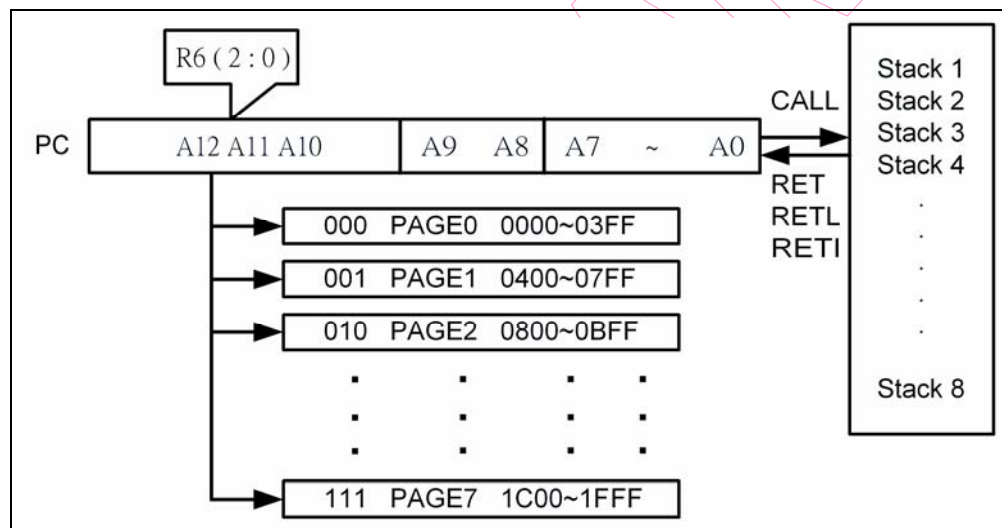 R6(2:0)
PC
A12 A11 A10
A9 A8
A7 ~ A0
CALL
RET
RETL
RETI
Stack 1
Stack 2
Stack 3
Stack 4
Stack 8
000 PAGE0 0000~03FF
001 PAGE1 0400~07FF
010 PAGE2 0800~0BFF
111 PAGE7 1C00~1FFF